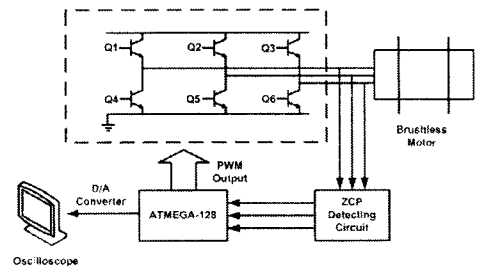 Q1
Q2
Q3
Q4
Q5
Q6
Brushless
Motor
PWM
Output
D/A
Converter
ATMEGA-128
ZCP
Detecting
Circuit
Oscilloscope